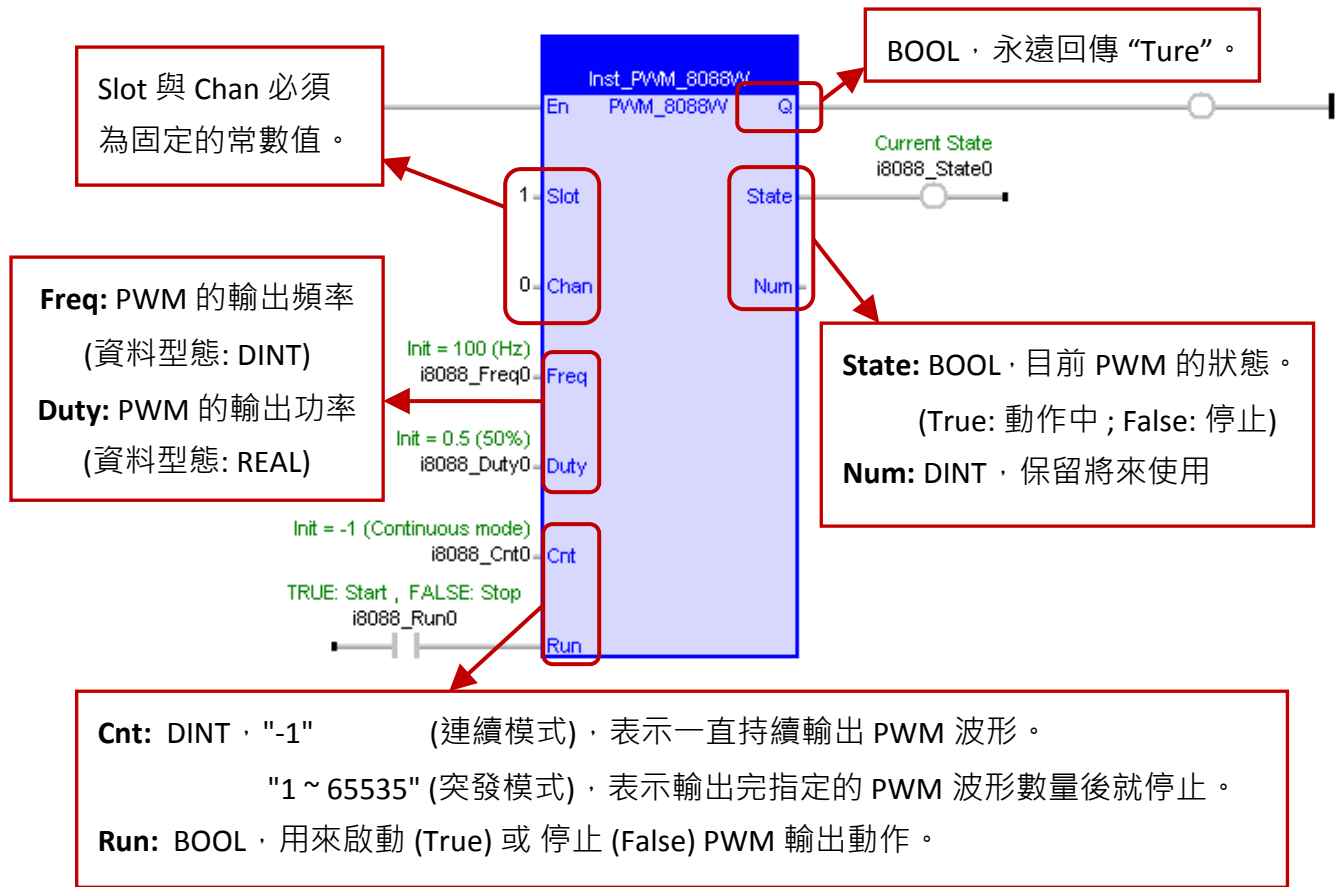 BOOL，永遠回傳 “Ture”。
Slot 與 Chan 必須
為固定的常數值。
Inst_PWM_8088W
En PWM_8088W Q
Current State
i8088_State0
1 Slot State
0 Chan Num
Freq: PWM 的輸出頻率
(資料型態: DINT)
Duty: PWM 的輸出功率
(資料型態: REAL)
Init = 100 (Hz)
i8088_Freq0 Freq
Init = 0.5 (50%)
i8088_Duty0 Duty
State: BOOL，目前 PWM 的狀態。
(True: 動作中 ; False: 停止)
Num: DINT，保留將來使用
Init = -1 (Continuous mode)
i8088_Cnt0 Cnt
TRUE: Start , FALSE: Stop
i8088_Run0
Run
Cnt: DINT，"-1" (連續模式)，表示一直持續輸出 PWM 波形。
"1 ~ 65535" (突發模式)，表示輸出完指定的 PWM 波形數量後就停止。
Run: BOOL，用來啟動 (True) 或 停止 (False) PWM 輸出動作。